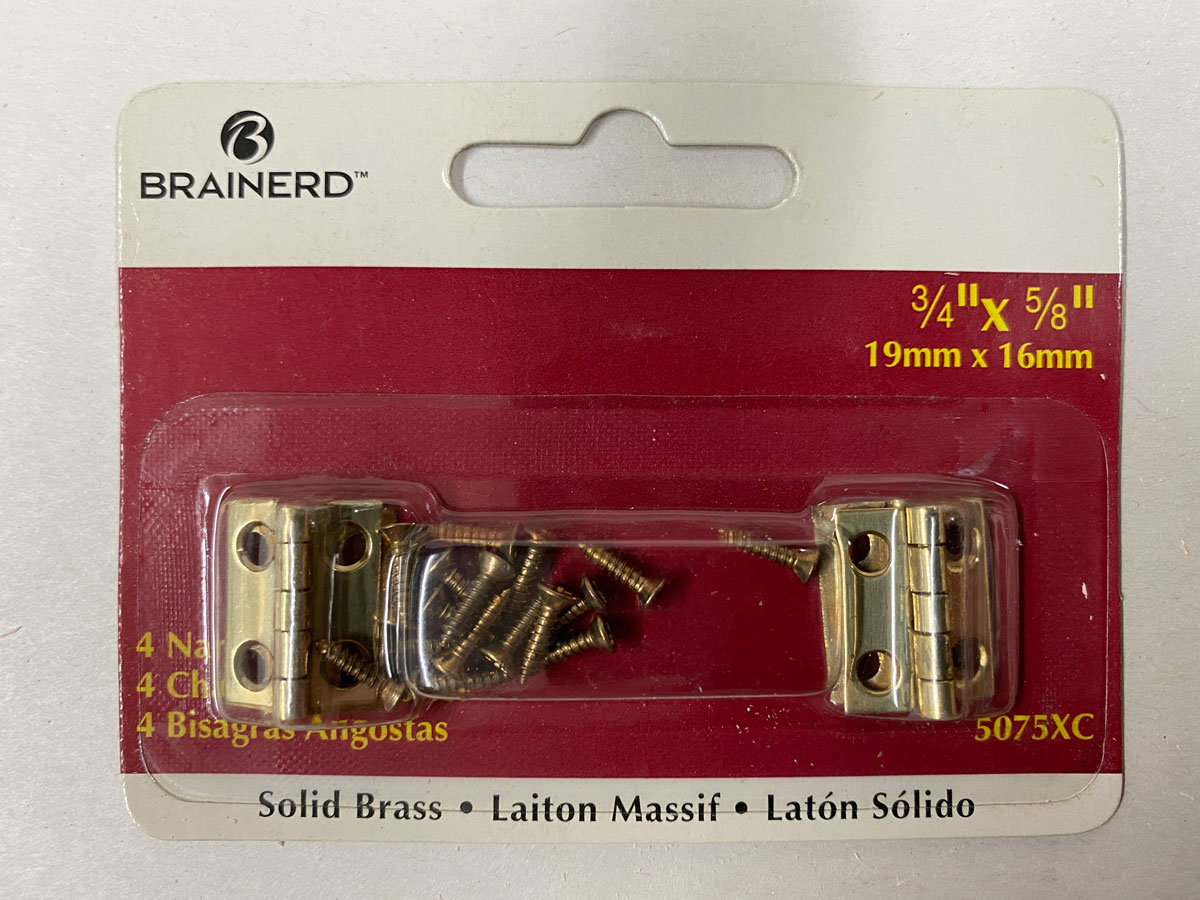 B
BRAINERD™
3/4" x 5/8"
19mm x 16mm
4 Na
4 Ch
4 Bisagras Angostas
5075XC
Solid Brass • Laiton Massif • Latón Sólido